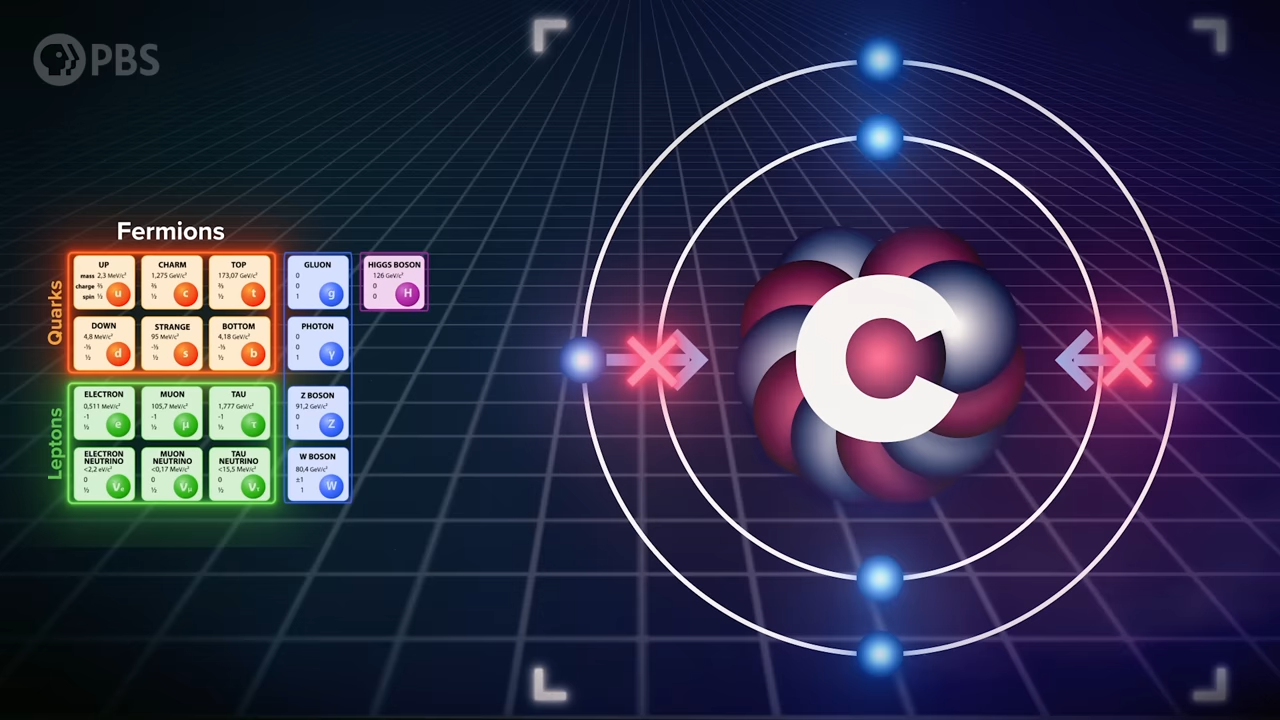 PBS
Fermions
Quarks
UP
mass 2,3 MeV/c²
charge ⅔
spin ½
u
CHARM
1,275 GeV/c²
⅔
½
c
TOP
173,07 GeV/c²
⅔
½
t
GLUON
0
0
1
g
HIGGS BOSON
126 GeV/c²
0
0
H
DOWN
4,8 MeV/c²
-⅓
½
d
STRANGE
95 MeV/c²
-⅓
½
s
BOTTOM
4,18 GeV/c²
-⅓
½
b
PHOTON
0
0
1
γ
Leptons
ELECTRON
0,511 MeV/c²
-1
½
e
MUON
105,7 MeV/c²
-1
½
μ
TAU
1,777 GeV/c²
-1
½
τ
Z BOSON
91,2 GeV/c²
0
1
Z
ELECTRON
NEUTRINO
<2,2 eV/c²
0
½
νe
MUON
NEUTRINO
<0,17 MeV/c²
0
½
νμ
TAU
NEUTRINO
<15,5 MeV/c²
0
½
ντ
W BOSON
80,4 GeV/c²
±1
1
W
C